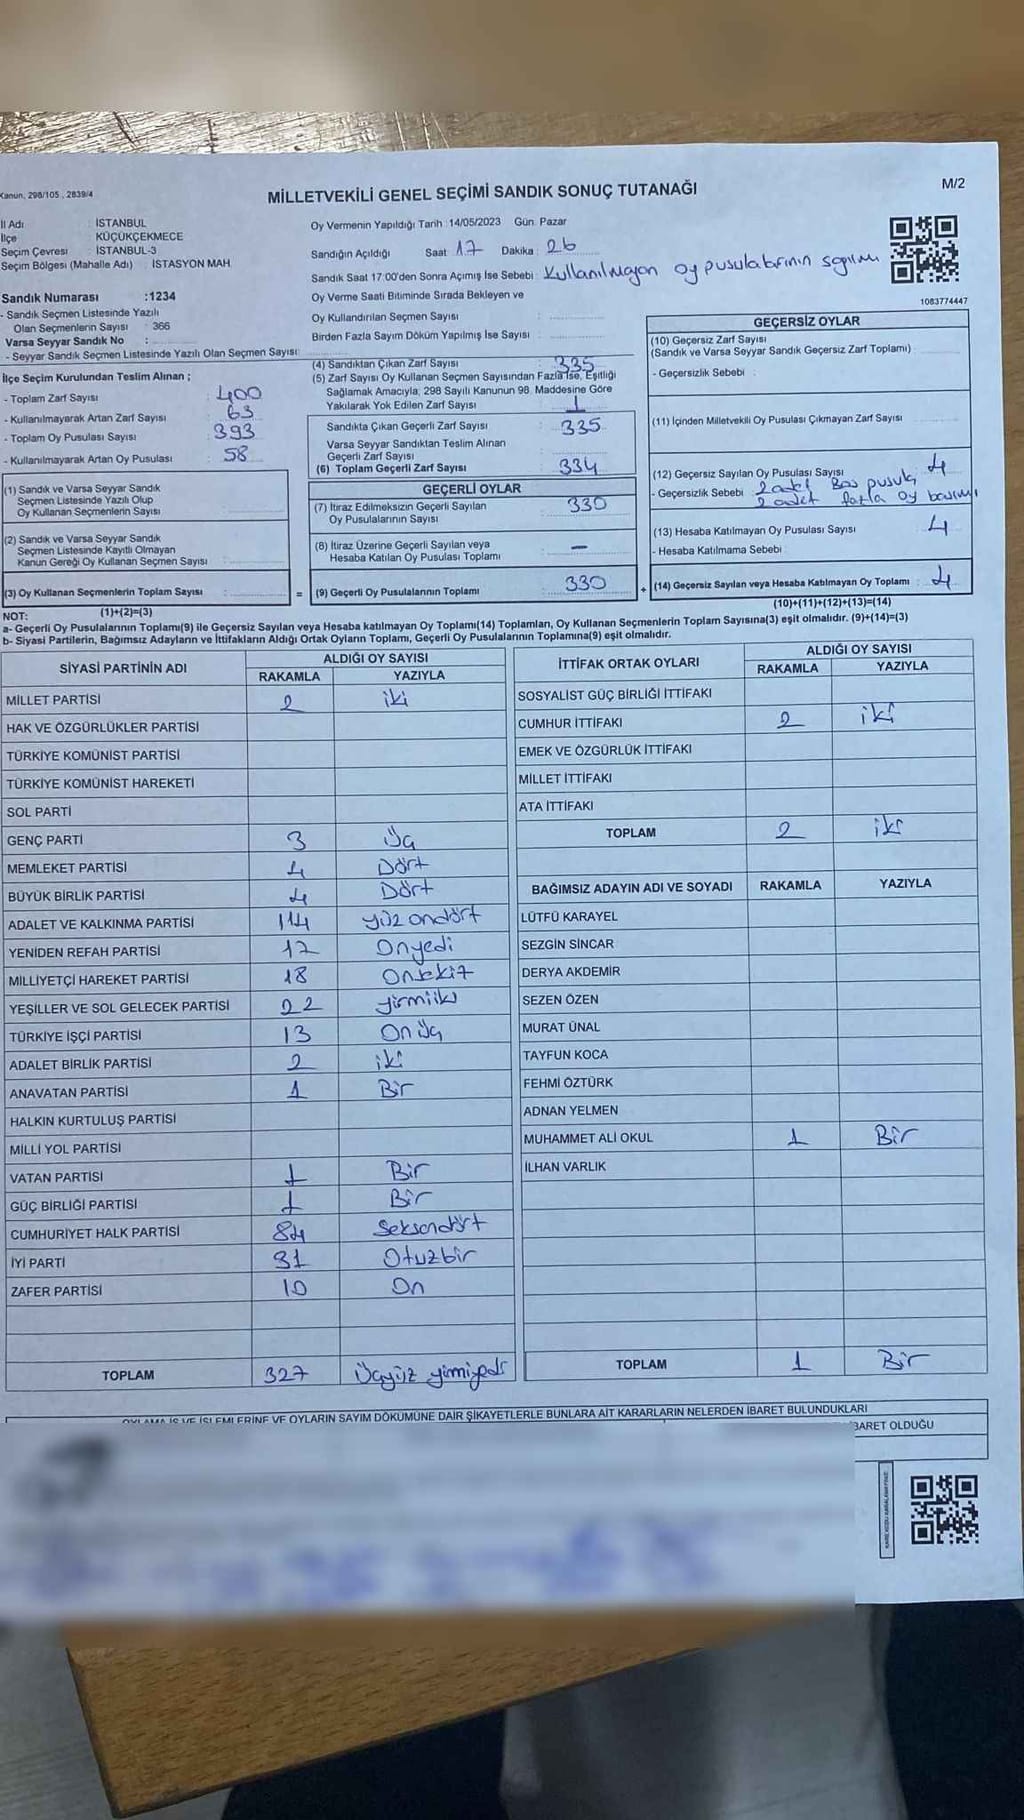 Kanun, 298/105 , 2839/4
MİLLETVEKİLİ GENEL SEÇİMİ SANDIK SONUÇ TUTANAĞI
M/2
İl Adı : İSTANBUL
İlçe : KÜÇÜKÇEKMECE
Seçim Çevresi : İSTANBUL-3
Seçim Bölgesi (Mahalle Adı) : İSTASYON MAH.
Oy Vermenin Yapıldığı Tarih :14/05/2023 Gün: Pazar
Sandığın Açıldığı Saat 17 Dakika : 26
Sandık Saat 17:00'den Sonra Açımış İse Sebebi : Kullanılmayan oy pusulalarının sayımı
1083774447
Sandık Numarası :1234
- Sandık Seçmen Listesinde Yazılı
Olan Seçmenlerin Sayısı : 366
Varsa Seyyar Sandık No :
- Seyyar Sandık Seçmen Listesinde Yazılı Olan Seçmen Sayısı:
Oy Verme Saati Bitiminde Sırada Bekleyen ve
Oy Kullandırılan Seçmen Sayısı :
Birden Fazla Sayım Döküm Yapılmış İse Sayısı :
İlçe Seçim Kurulundan Teslim Alınan ;
- Toplam Zarf Sayısı : 400
- Kullanılmayarak Artan Zarf Sayısı : 63
- Toplam Oy Pusulası Sayısı : 393
- Kullanılmayarak Artan Oy Pusulası : 58
(1) Sandık ve Varsa Seyyar Sandık
Seçmen Listesinde Yazılı Olup
Oy Kullanan Seçmenlerin Sayısı :
(2) Sandık ve Varsa Seyyar Sandık
Seçmen Listesinde Kayıtlı Olmayan
Kanun Gereği Oy Kullanan Seçmen Sayısı :
(3) Oy Kullanan Seçmenlerin Toplam Sayısı :
(1)+(2)=(3)
(4) Sandıktan Çıkan Zarf Sayısı : 335
(5) Zarf Sayısı Oy Kullanan Seçmen Sayısından Fazla İse, Eşitliği
Sağlamak Amacıyla, 298 Sayılı Kanunun 98. Maddesine Göre
Yakılarak Yok Edilen Zarf Sayısı : 1
Sandıkta Çıkan Geçerli Zarf Sayısı : 335
Varsa Seyyar Sandıktan Teslim Alınan
Geçerli Zarf Sayısı :
(6) Toplam Geçerli Zarf Sayısı : 334
GEÇERLİ OYLAR
(7) İtiraz Edilmeksizin Geçerli Sayılan : 330
Oy Pusulalarının Sayısı
(8) İtiraz Üzerine Geçerli Sayılan veya : —
Hesaba Katılan Oy Pusulası Toplamı
= (9) Geçerli Oy Pusulalarının Toplamı : 330
GEÇERSİZ OYLAR
(10) Geçersiz Zarf Sayısı
(Sandık ve Varsa Seyyar Sandık Geçersiz Zarf Toplamı) :
- Geçersizlik Sebebi :
(11) İçinden Milletvekili Oy Pusulası Çıkmayan Zarf Sayısı :
(12) Geçersiz Sayılan Oy Pusulası Sayısı : 4
- Geçersizlik Sebebi : 2 adet Boş pusula,
2 adet fazla oy basımı
(13) Hesaba Katılmayan Oy Pusulası Sayısı : 4
- Hesaba Katılmama Sebebi :
+ (14) Geçersiz Sayılan veya Hesaba Katılmayan Oy Toplamı : 4
(10)+(11)+(12)+(13)=(14)
NOT:
a- Geçerli Oy Pusulalarının Toplamı(9) ile Geçersiz Sayılan veya Hesaba katılmayan Oy Toplamı(14) Toplamları, Oy Kullanan Seçmenlerin Toplam Sayısına(3) eşit olmalıdır. (9)+(14)=(3)
b- Siyasi Partilerin, Bağımsız Adayların ve İttifakların Aldığı Ortak Oyların Toplamı, Geçerli Oy Pusulalarının Toplamına(9) eşit olmalıdır.
SİYASİ PARTİNİN ADI ALDIĞI OY SAYISI
RAKAMLA YAZIYLA
MİLLET PARTİSİ 2 iki
HAK VE ÖZGÜRLÜKLER PARTİSİ
TÜRKİYE KOMÜNİST PARTİSİ
TÜRKİYE KOMÜNİST HAREKETİ
SOL PARTİ
GENÇ PARTİ 3 Üç
MEMLEKET PARTİSİ 4 Dört
BÜYÜK BİRLİK PARTİSİ 4 Dört
ADALET VE KALKINMA PARTİSİ 114 yüz ondört
YENİDEN REFAH PARTİSİ 17 Onyedi
MİLLİYETÇİ HAREKET PARTİSİ 18 Onsekiz
YEŞİLLER VE SOL GELECEK PARTİSİ 22 yirmiiki
TÜRKİYE İŞÇİ PARTİSİ 13 On üç
ADALET BİRLİK PARTİSİ 2 iki
ANAVATAN PARTİSİ 1 Bir
HALKIN KURTULUŞ PARTİSİ
MİLLİ YOL PARTİSİ
VATAN PARTİSİ 1 Bir
GÜÇ BİRLİĞİ PARTİSİ 1 Bir
CUMHURİYET HALK PARTİSİ 84 Seksendört
İYİ PARTİ 31 Otuzbir
ZAFER PARTİSİ 10 On
TOPLAM 327 Üçyüz yirmiyedi
İTTİFAK ORTAK OYLARI ALDIĞI OY SAYISI
RAKAMLA YAZIYLA
SOSYALİST GÜÇ BİRLİĞİ İTTİFAKI
CUMHUR İTTİFAKI 2 iki
EMEK VE ÖZGÜRLÜK İTTİFAKI
MİLLET İTTİFAKI
ATA İTTİFAKI
TOPLAM 2 iki
BAĞIMSIZ ADAYIN ADI VE SOYADI RAKAMLA YAZIYLA
LÜTFÜ KARAYEL
SEZGİN SİNCAR
DERYA AKDEMİR
SEZEN ÖZEN
MURAT ÜNAL
TAYFUN KOCA
FEHMİ ÖZTÜRK
ADNAN YELMEN
MUHAMMET ALİ OKUL 1 Bir
İLHAN VARLIK
TOPLAM 1 Bir
OYLAMA İŞ VE İŞLEMLERİNE VE OYLARIN SAYIM DÖKÜMÜNE DAİR ŞİKAYETLERLE BUNLARA AİT KARARLARIN NELERDEN İBARET BULUNDUKLARI
İBARET OLDUĞU